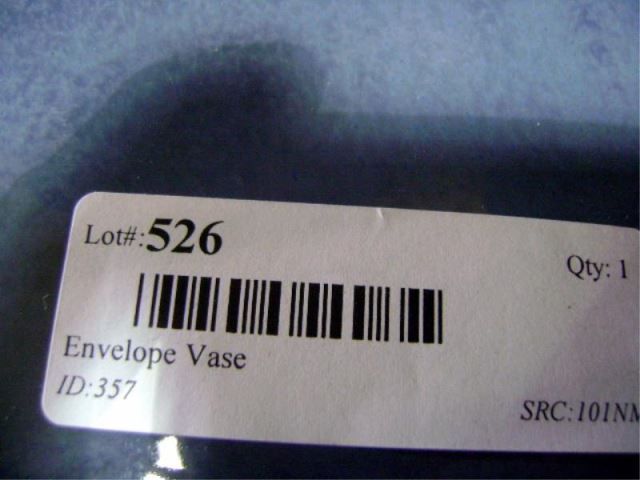 Lot#:526
Qty: 1
Envelope Vase
ID:357
SRC:101NM